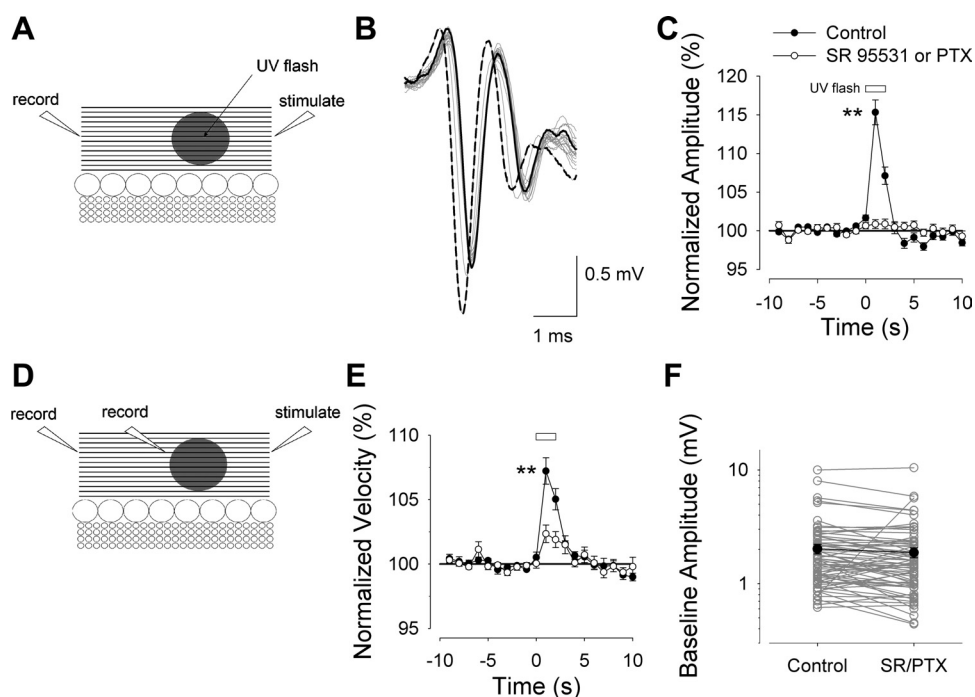 A
UV flash
record
stimulate
B
0.5 mV
1 ms
C
Control
SR 95531 or PTX
Normalized Amplitude (%)
120
115
110
105
100
95
UV flash
**
-10 -5 0 5 10
Time (s)
D
record
record
stimulate
E
Normalized Velocity (%)
110
105
100
95
**
-10 -5 0 5 10
Time (s)
F
Baseline Amplitude (mV)
10
1
Control SR/PTX